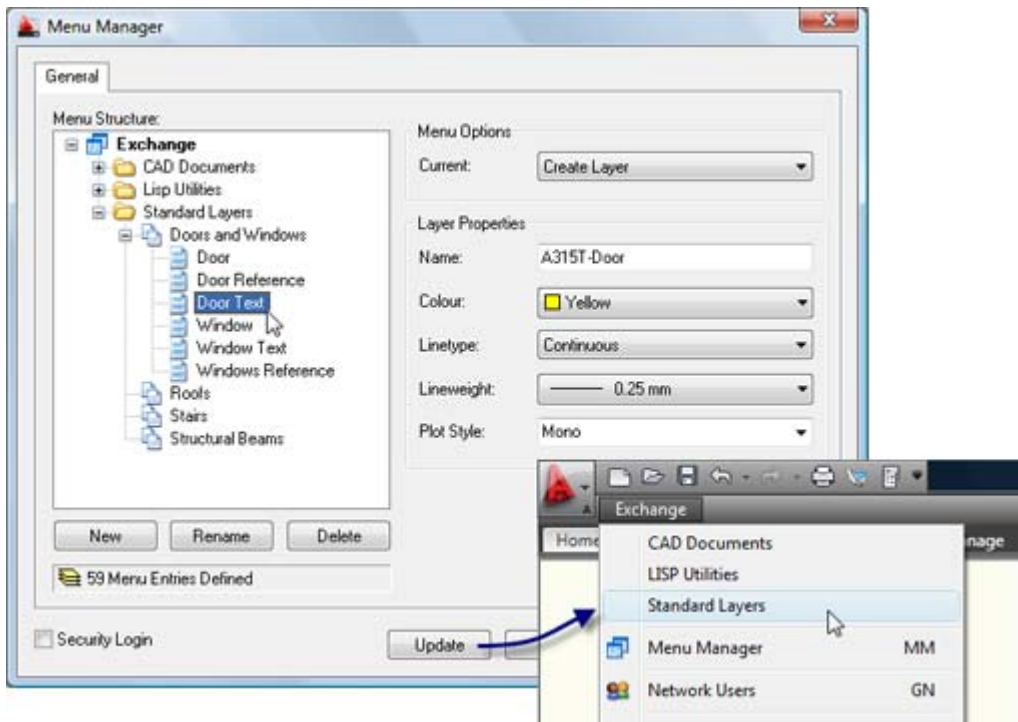 Menu Manager
General
Menu Structure:
Exchange
CAD Documents
Lisp Utilities
Standard Layers
Doors and Windows
Door
Door Reference
Door Text
Window
Window Text
Windows Reference
Roofs
Stairs
Structural Beams
New Rename Delete
59 Menu Entries Defined
Security Login
Update
Menu Options
Current: Create Layer
Layer Properties
Name: A315T-Door
Colour: Yellow
Linetype: Continuous
Lineweight: 0.25 mm
Plot Style: Mono
Exchange
Home
CAD Documents
LISP Utilities
Standard Layers
Menu Manager MM
Network Users GN